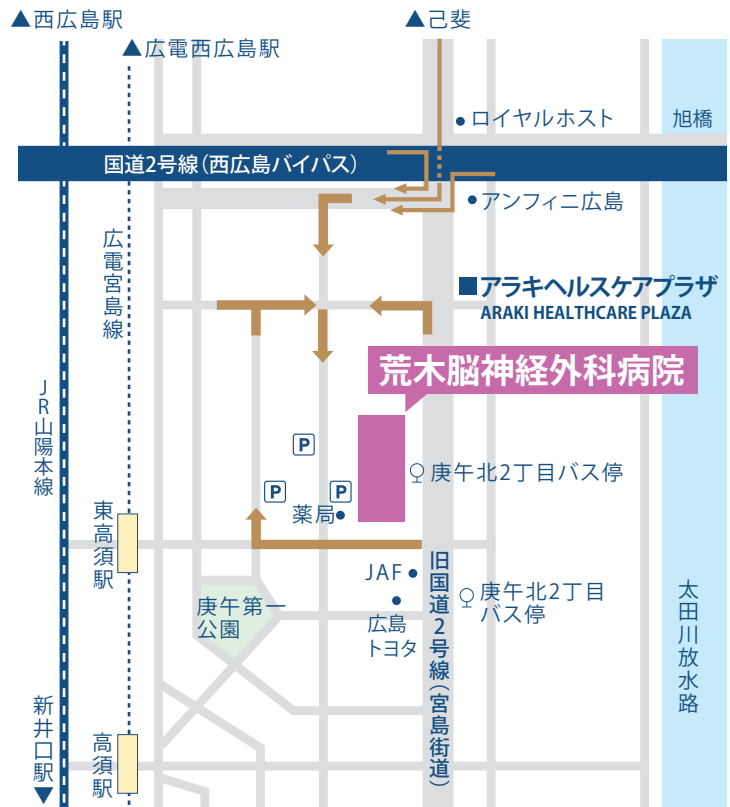 ▲西広島駅
▲己斐
▲広電西広島駅
ロイヤルホスト
旭橋
国道2号線(西広島バイパス)
アンフィニ広島
広電宮島線
■アラキヘルスケアプラザ
ARAKI HEALTHCARE PLAZA
荒木脳神経外科病院
JR山陽本線
P
庚午北2丁目バス停
P
P
薬局
東高須駅
JAF
旧国道2号線(宮島街道)
庚午北2丁目
バス停
太田川放水路
庚午第一
公園
広島
トヨタ
新井口駅▼
高須駅